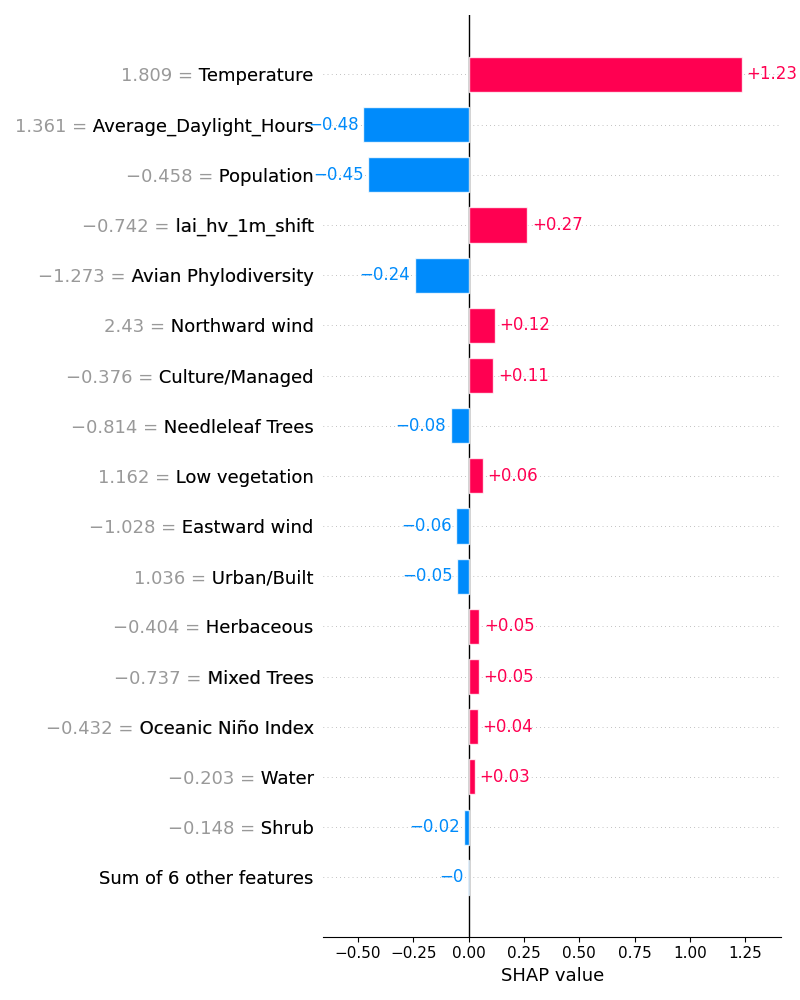 1.809 = Temperature +1.23
1.361 = Average_Daylight_Hours −0.48
−0.458 = Population −0.45
−0.742 = lai_hv_1m_shift +0.27
−1.273 = Avian Phylodiversity −0.24
2.43 = Northward wind +0.12
−0.376 = Culture/Managed +0.11
−0.814 = Needleleaf Trees −0.08
1.162 = Low vegetation +0.06
−1.028 = Eastward wind −0.06
1.036 = Urban/Built −0.05
−0.404 = Herbaceous +0.05
−0.737 = Mixed Trees +0.05
−0.432 = Oceanic Niño Index +0.04
−0.203 = Water +0.03
−0.148 = Shrub −0.02
Sum of 6 other features −0
−0.50 −0.25 0.00 0.25 0.50 0.75 1.00 1.25
SHAP value